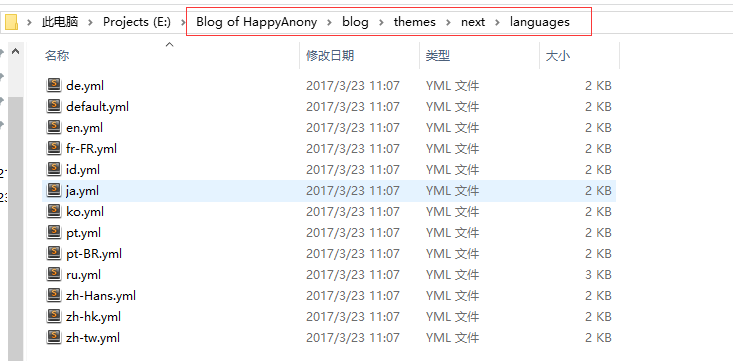 此电脑 > Projects (E:) > Blog of HappyAnony > blog > themes > next > languages
名称 修改日期 类型 大小
de.yml 2017/3/23 11:07 YML 文件 2 KB
default.yml 2017/3/23 11:07 YML 文件 2 KB
en.yml 2017/3/23 11:07 YML 文件 2 KB
fr-FR.yml 2017/3/23 11:07 YML 文件 2 KB
id.yml 2017/3/23 11:07 YML 文件 2 KB
ja.yml 2017/3/23 11:07 YML 文件 2 KB
ko.yml 2017/3/23 11:07 YML 文件 2 KB
pt.yml 2017/3/23 11:07 YML 文件 2 KB
pt-BR.yml 2017/3/23 11:07 YML 文件 2 KB
ru.yml 2017/3/23 11:07 YML 文件 3 KB
zh-Hans.yml 2017/3/23 11:07 YML 文件 2 KB
zh-hk.yml 2017/3/23 11:07 YML 文件 2 KB
zh-tw.yml 2017/3/23 11:07 YML 文件 2 KB